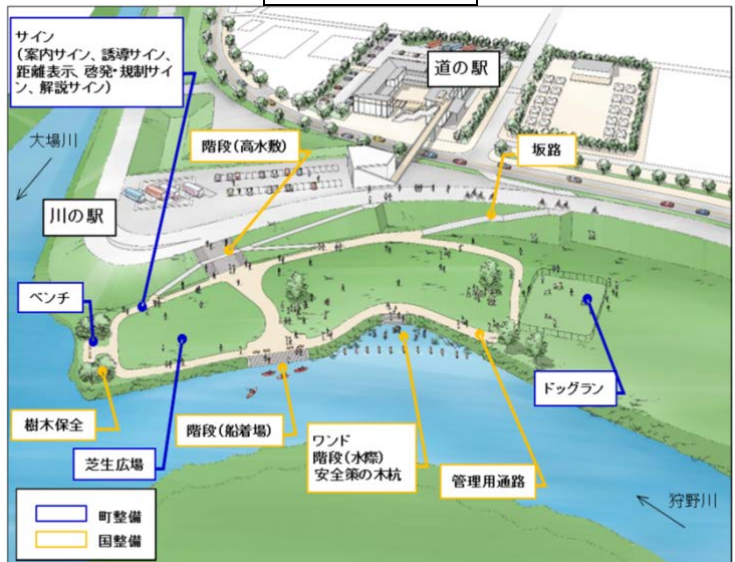 サイン
(案内サイン、誘導サイン、
距離表示、啓発・規制サイ
ン、解説サイン)
道の駅
大場川
階段(高水敷)
坂路
川の駅
ベンチ
ドッグラン
樹木保全
階段(船着場)
ワンド
階段(水際)
安全策の木杭
芝生広場
管理用通路
狩野川
町整備
国整備